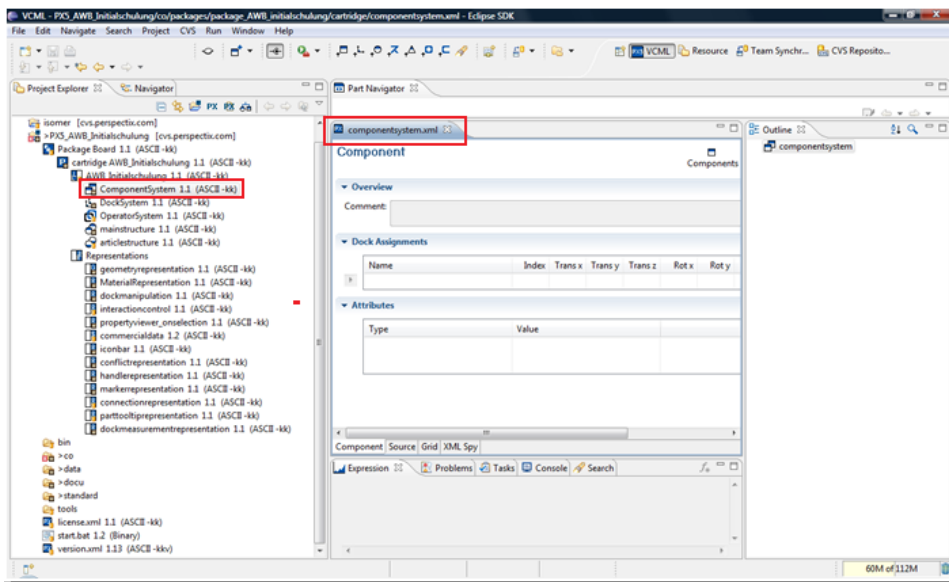 VCML - PX5_AWB_Initialschulung/co/packages/package_AWB_initialschulung/cartridge/componentsystem.xml - Eclipse SDK
File Edit Navigate Search Project CVS Run Window Help
VCML Resource Team Synchr... CVS Reposito...
Project Explorer Navigator
isomer [cvs.perspectix.com]
>PX5_AWB_Initialschulung [cvs.perspectix.com]
Package Board 1.1 (ASCII -kk)
cartridge AWB_Initialschulung 1.1 (ASCII -kk)
AWB_Initialschulung 1.1 (ASCII -kk)
ComponentSystem 1.1 (ASCII -kk)
DockSystem 1.1 (ASCII -kk)
OperatorSystem 1.1 (ASCII -kk)
mainstructure 1.1 (ASCII -kk)
articlestructure 1.1 (ASCII -kk)
Representations
geometryrepresentation 1.1 (ASCII -kk)
MaterialRepresentation 1.1 (ASCII -kk)
dockmanipulation 1.1 (ASCII -kk)
interactioncontrol 1.1 (ASCII -kk)
propertyviewer_onselection 1.1 (ASCII -kk)
commercialdata 1.2 (ASCII -kk)
iconbar 1.1 (ASCII -kk)
conflictrepresentation 1.1 (ASCII -kk)
handlerepresentation 1.1 (ASCII -kk)
markerrepresentation 1.1 (ASCII -kk)
connectionrepresentation 1.1 (ASCII -kk)
parttooltiprepresentation 1.1 (ASCII -kk)
dockmeasurementrepresentation 1.1 (ASCII -kk)
bin
>co
>data
>docu
>standard
tools
license.xml 1.1 (ASCII -kk)
start.bat 1.2 (Binary)
version.xml 1.13 (ASCII -kkv)
Part Navigator
componentsystem.xml
Component
Components
Overview
Comment:
Dock Assignments
Name Index Trans x Trans y Trans z Rot x Rot y
Attributes
Type Value
Component Source Grid XML Spy
Outline
componentsystem
Expression Problems Tasks Console Search
60M of 112M